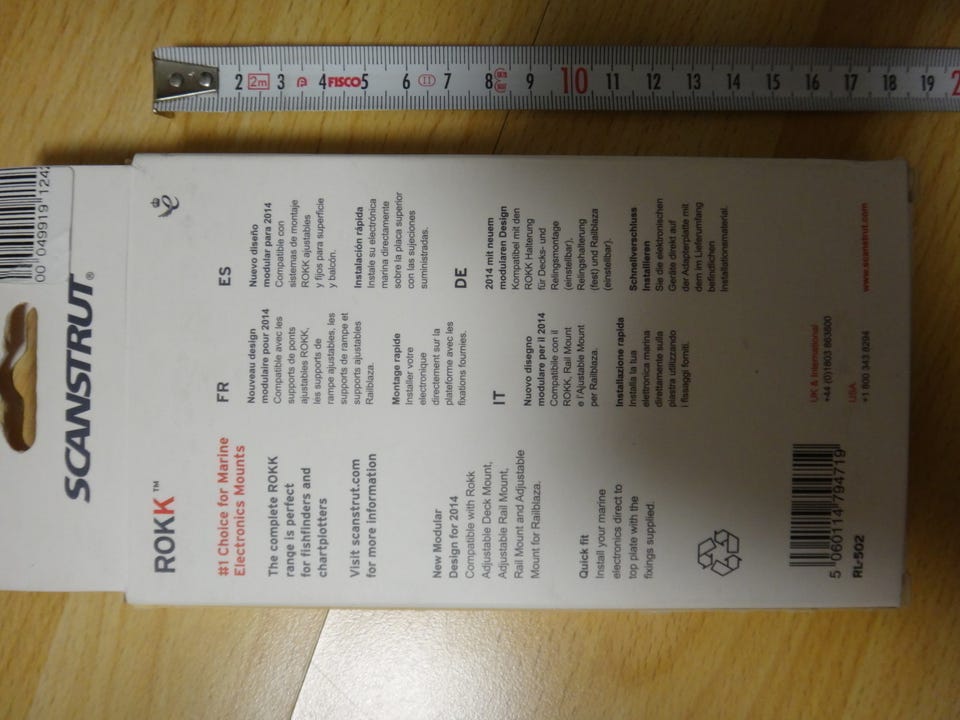 SCANSTRUT®
00 049919 124
ROKK™
#1 Choice for Marine
Electronics Mounts
The complete ROKK
range is perfect
for fishfinders and
chartplotters
Visit scanstrut.com
for more information
New Modular
Design for 2014
Compatible with Rokk
Adjustable Deck Mount,
Adjustable Rail Mount,
Rail Mount and Adjustable
Mount for Railblaza.
Quick fit
Install your marine
electronics direct to
top plate with the
fixings supplied.
FR
Nouveau design
modulaire pour 2014
Compatible avec les
supports de ponts
ajustables ROKK,
les supports de
rampe ajustables, les
supports de rampe et
supports ajustables
Railblaza.
Montage rapide
Installer votre
electronique
directement sur la
plateforme avec les
fixations fournies.
IT
Nuovo disegno
modulare per il 2014
Compatible con il
ROKK, Rail Mount
e l'Ajustable Mount
per Railblaza.
Installazione rapida
Installa la tua
eletronica marina
direttamente sulla
piastra utilizzando
i fissaggi forniti.
ES
Nuevo diseño
modular para 2014
Compatible con
sistemas de montaje
ROKK ajustables
y fijos para superficie
y balcón.
Instalación rápida
Instale su electrónica
marina directamente
sobre la placa superior
con las sujeciones
suministradas.
DE
2014 mit neuem
modularen Design
Kompatibel mit den
ROKK Halterung
für Decks- und
Relingsmontage
(einstellbar),
Relingshalterung
(fest) und Railblaza
(einstellbar).
Schnellverschluss
Installieren
Sie die elektronischen
Geräte direkt auf
der Adapterplatte mit
dem im Lieferumfang
befindlichen
Installationsmaterial.
UK & International
+44 (0)1803 863800
USA
+1 800 343 8294
www.scanstrut.com
5 060114 794719
RL-502
2 2m 3 4 FISCO 5 6 II 7 8 9 10 11 12 13 14 15 16 17 18 19 2